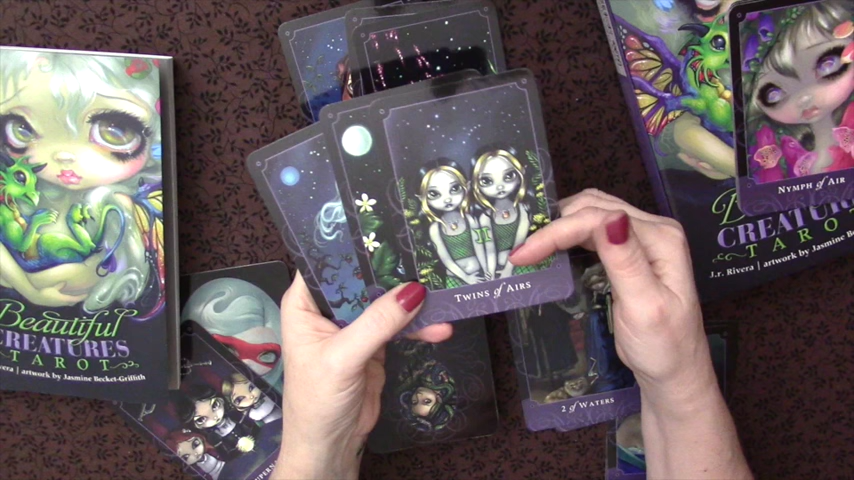 Beautiful
CREATURES
TAROT
Rivera | artwork by Jasmine Becket-Griffith
TWINS of AIRS
2 of WATERS
NYMPH of AIR
CREATURES
TAROT
J.r. Rivera | artwork by Jasmine